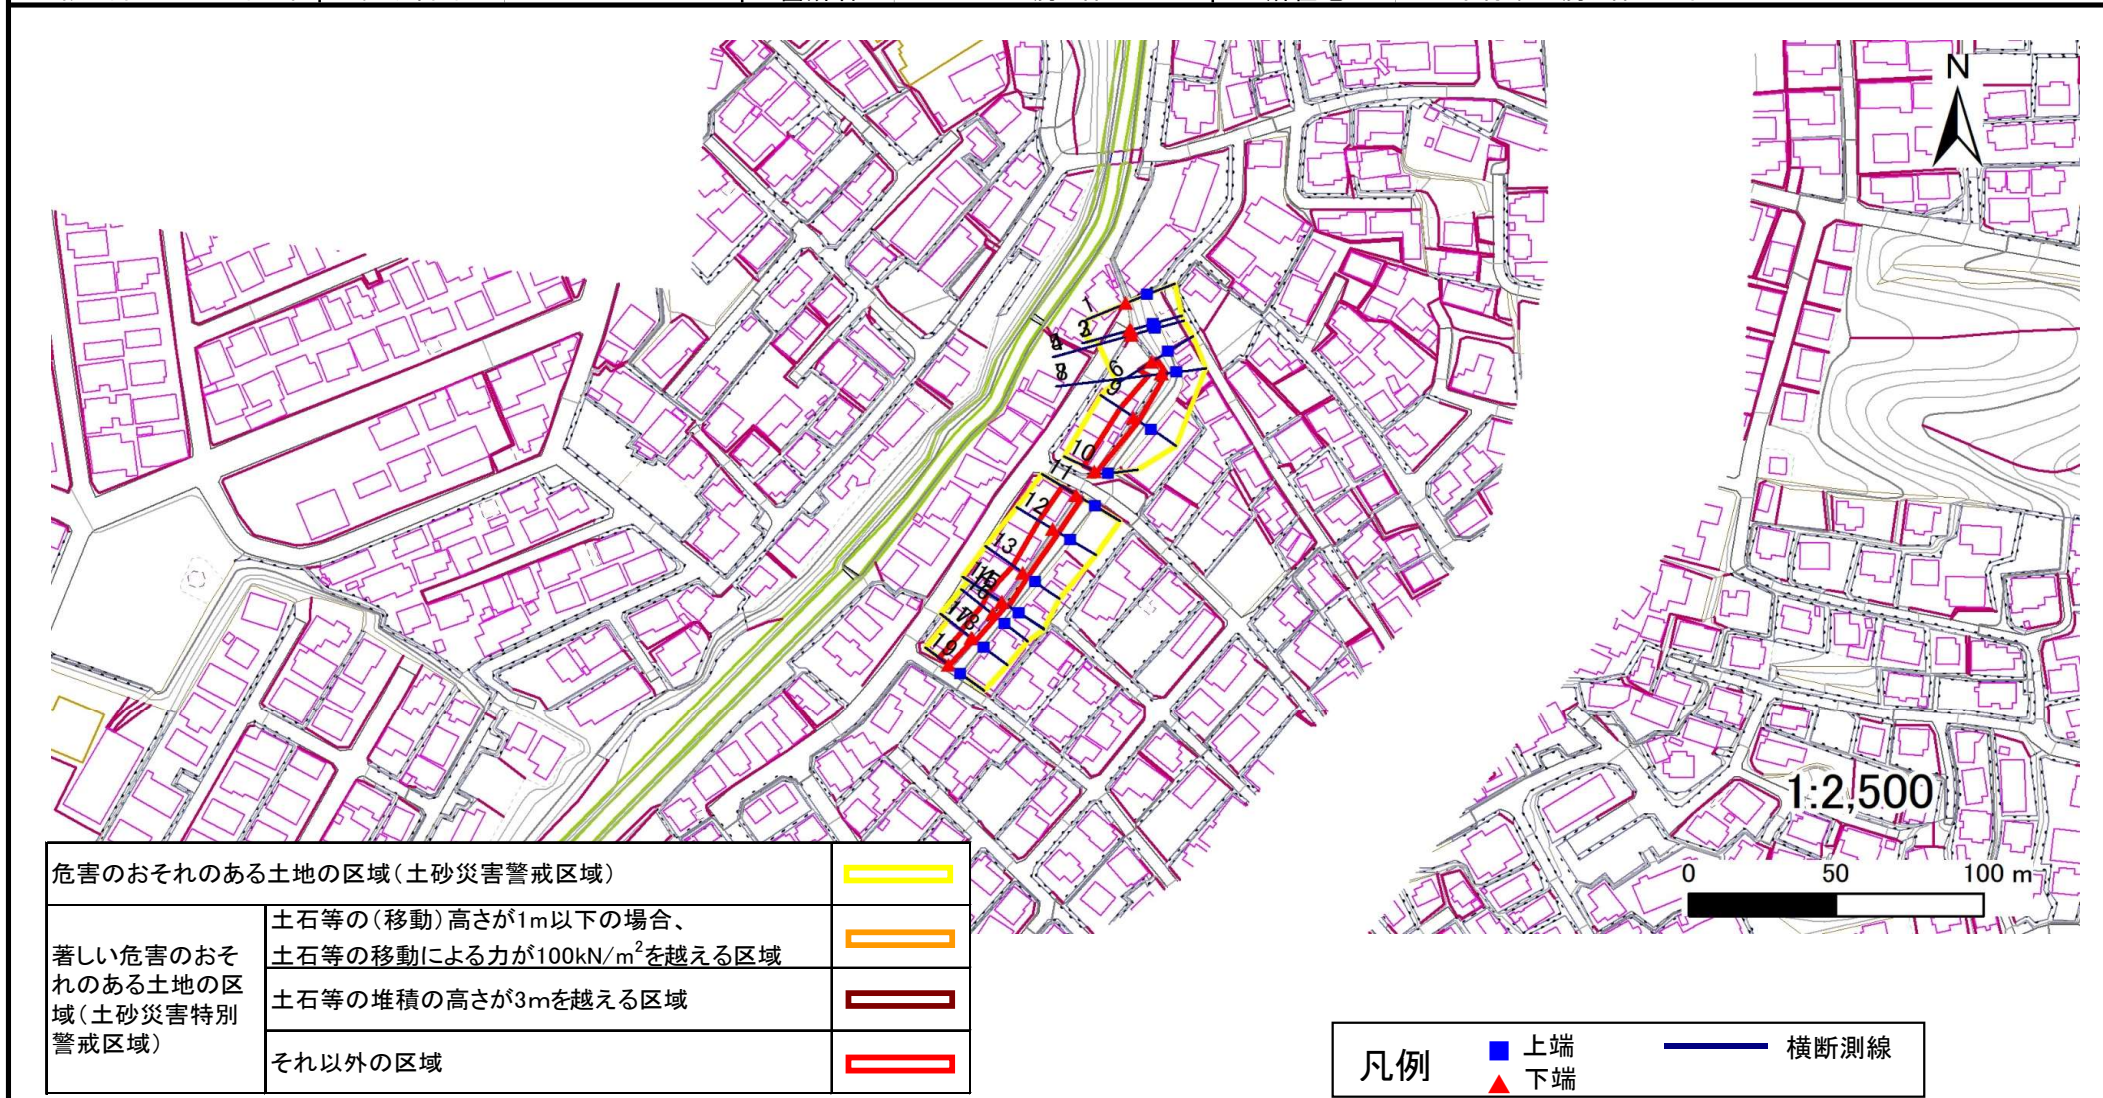 N
1
3
6
9
10
11
12
13
19
1:2,500
0 50 100 m
危害のおそれのある土地の区域(土砂災害警戒区域)
著しい危害のおそ
れのある土地の区
域(土砂災害特別
警戒区域)
土石等の(移動)高さが1m以下の場合、
土石等の移動による力が100kN/m²を越える区域
土石等の堆積の高さが3mを越える区域
それ以外の区域
凡例
上端
下端
横断測線